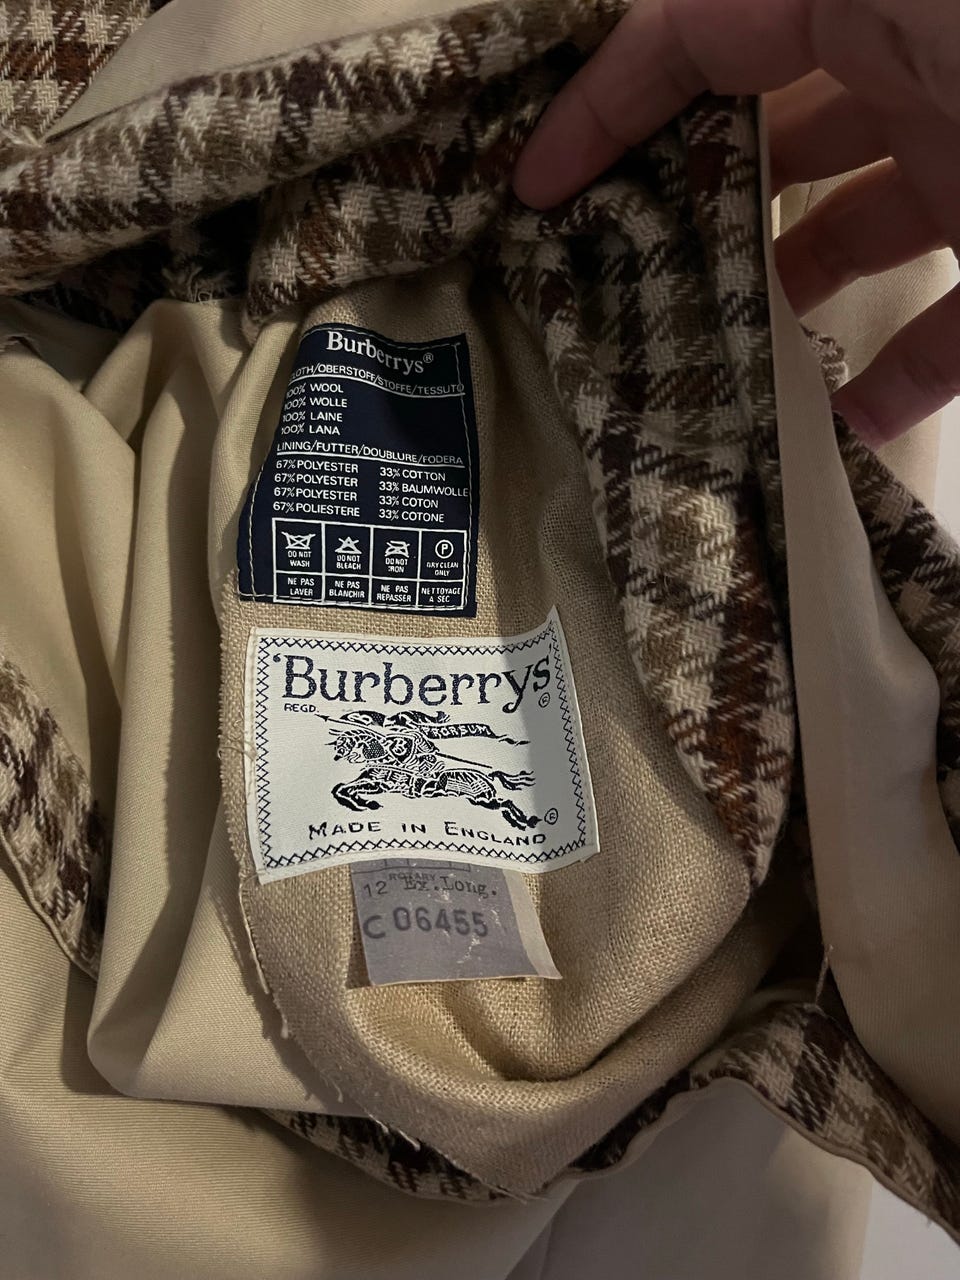 Burberrys®
CLOTH/OBERSTOFF/STOFFE/TESSUTO
100% WOOL
100% WOLLE
100% LAINE
100% LANA
LINING/FUTTER/DOUBLURE/FODERA
67% POLYESTER 33% COTTON
67% POLYESTER 33% BAUMWOLLE
67% POLYESTER 33% COTON
67% POLIESTERE 33% COTONE
DO NOT WASH
DO NOT BLEACH
DO NOT IRON
P
DRY CLEAN ONLY
NE PAS LAVER
NE PAS BLANCHIR
NE PAS REPASSER
NETTOYAGE A SEC
'Burberrys'
®
REGD.
PRORSUM
B
®
MADE IN ENGLAND
ROTARY
12 Ex.Long.
C 06455